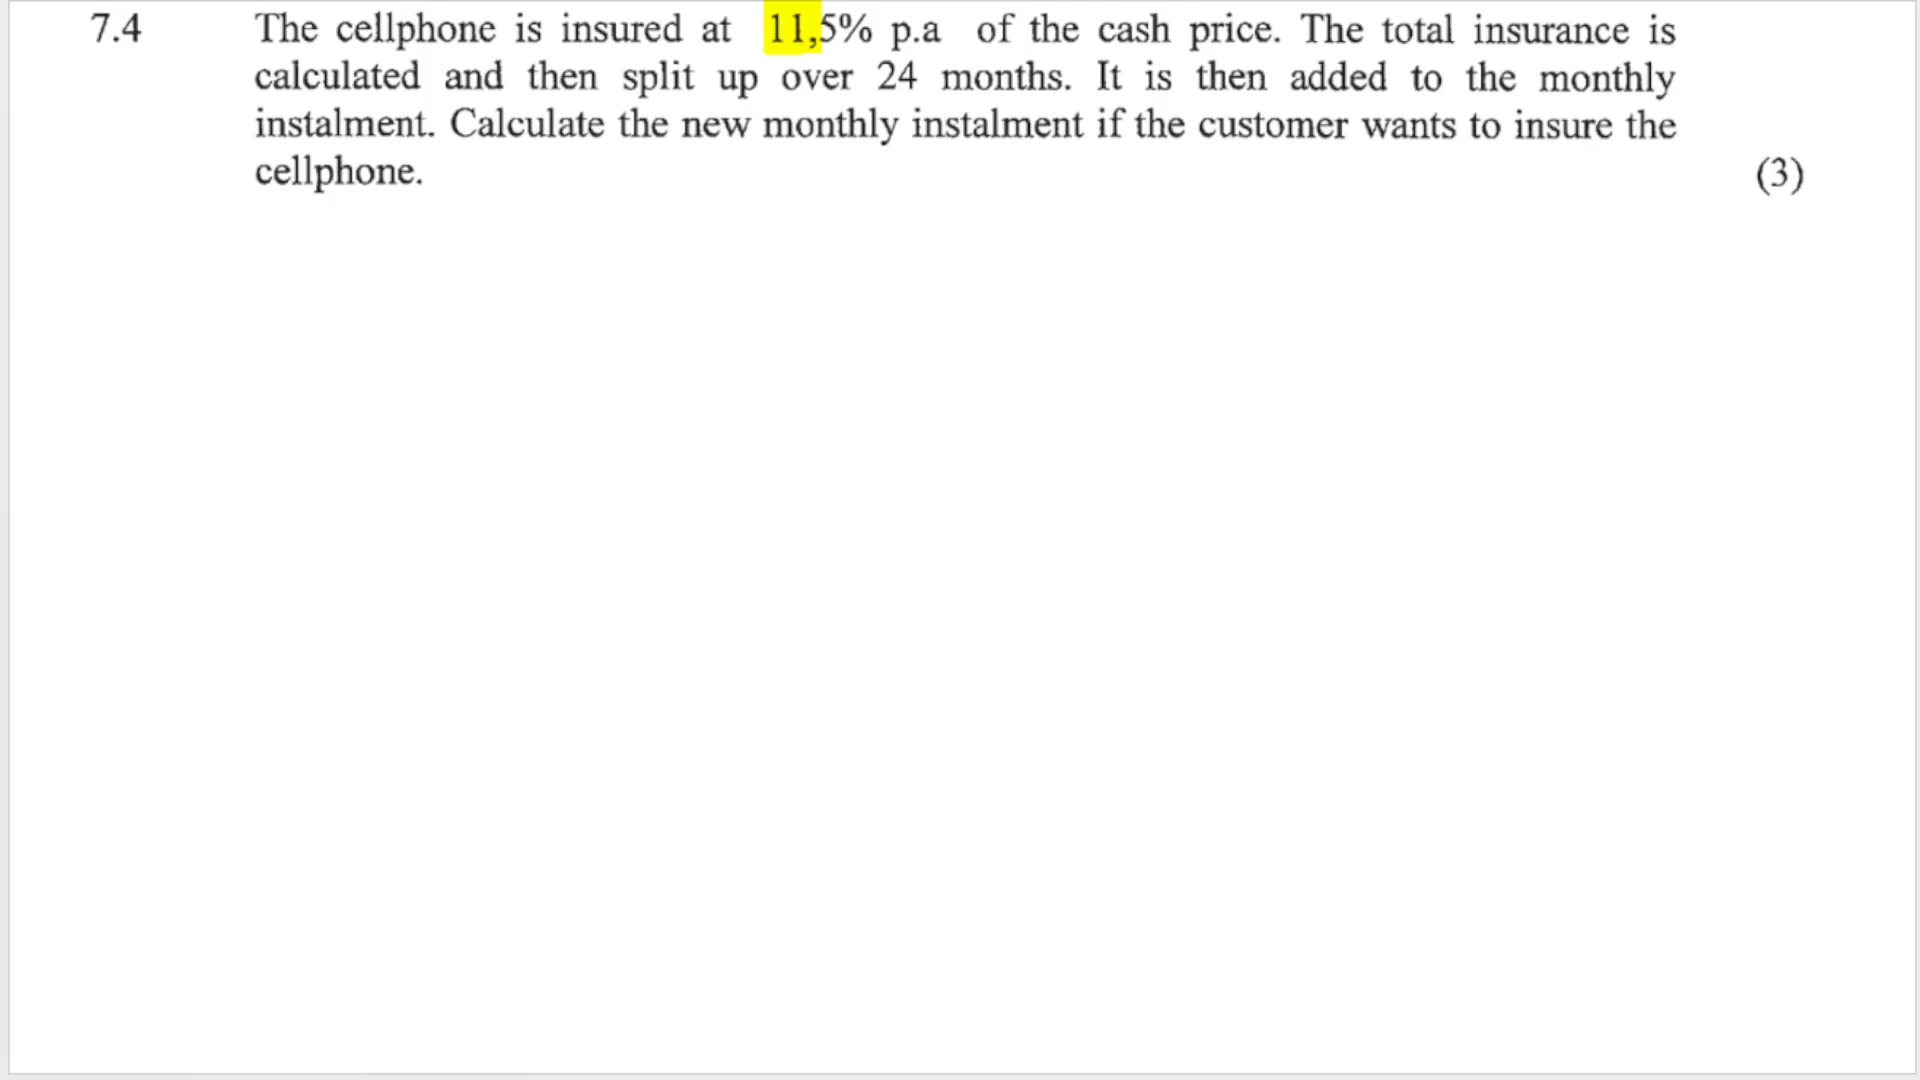 7.4 The cellphone is insured at 11,5% p.a of the cash price. The total insurance is
calculated and then split up over 24 months. It is then added to the monthly
instalment. Calculate the new monthly instalment if the customer wants to insure the
cellphone. (3)